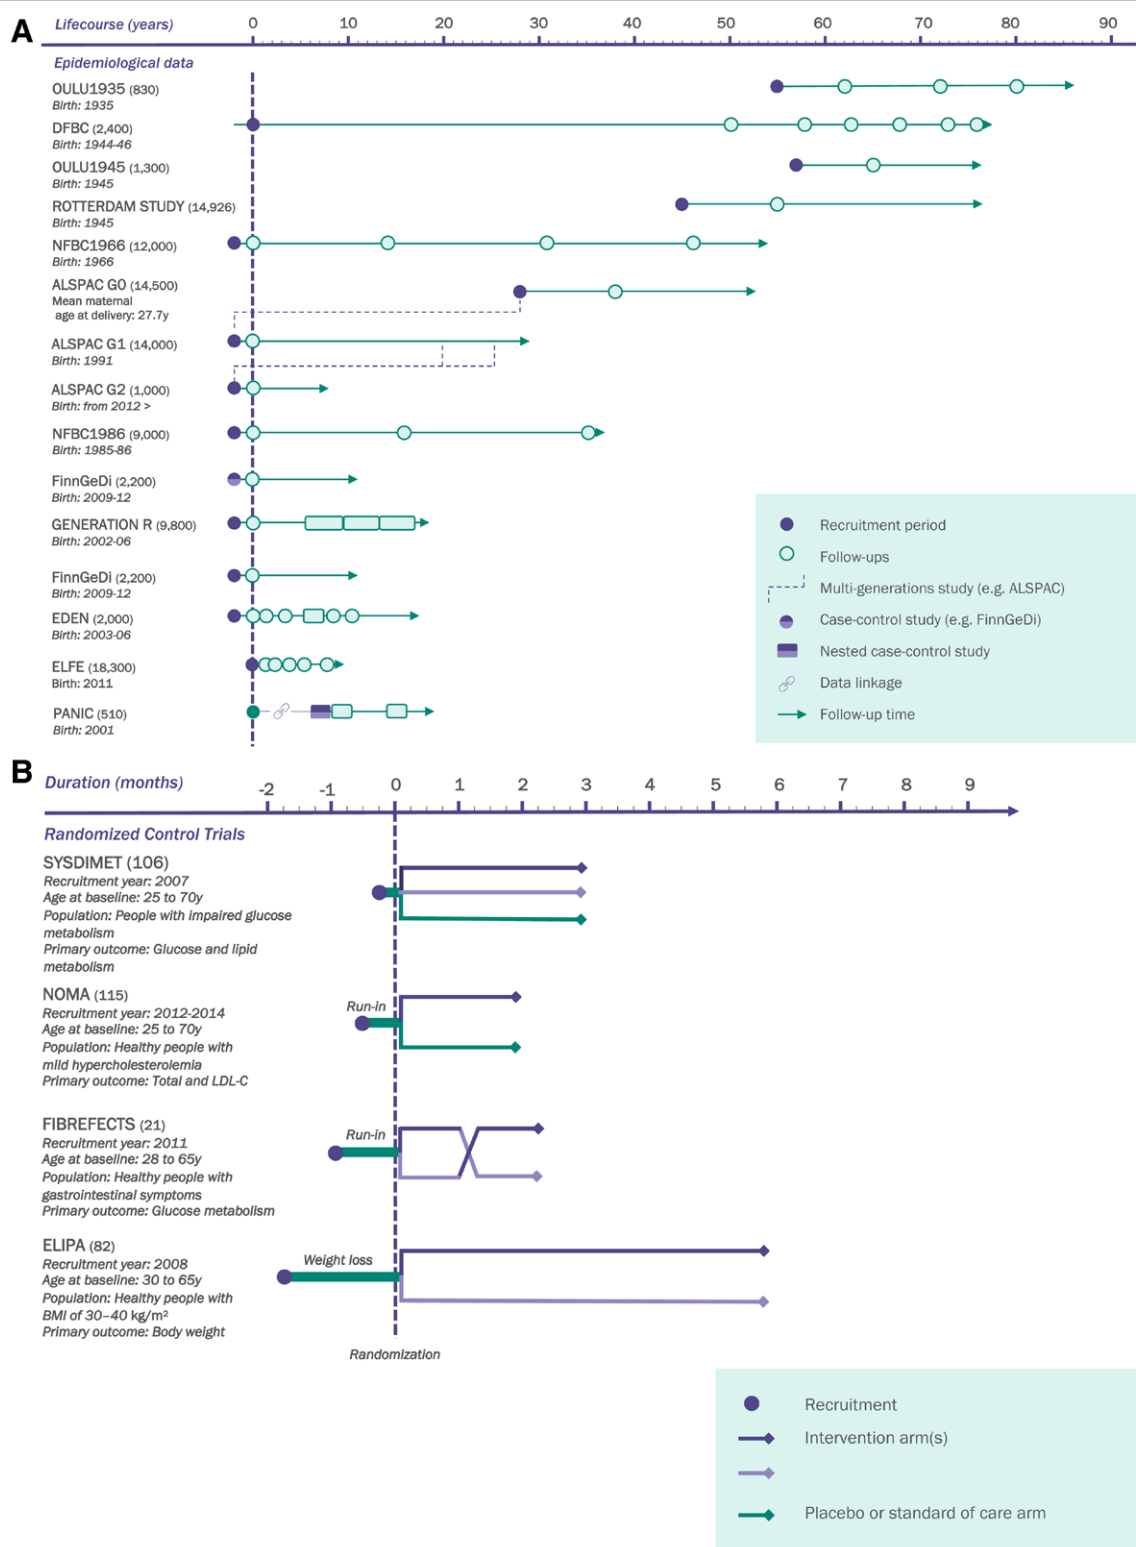 A
Lifecourse (years)
0 10 20 30 40 50 60 70 80 90
Epidemiological data
OULU1935 (830)
Birth: 1935
DFBC (2,400)
Birth: 1944-46
OULU1945 (1,300)
Birth: 1945
ROTTERDAM STUDY (14,926)
Birth: 1945
NFBC1966 (12,000)
Birth: 1966
ALSPAC G0 (14,500)
Mean maternal
age at delivery: 27.7y
ALSPAC G1 (14,000)
Birth: 1991
ALSPAC G2 (1,000)
Birth: from 2012 >
NFBC1986 (9,000)
Birth: 1985-86
FinnGeDi (2,200)
Birth: 2009-12
GENERATION R (9,800)
Birth: 2002-06
FinnGeDi (2,200)
Birth: 2009-12
EDEN (2,000)
Birth: 2003-06
ELFE (18,300)
Birth: 2011
PANIC (510)
Birth: 2001
Recruitment period
Follow-ups
Multi-generations study (e.g. ALSPAC)
Case-control study (e.g. FinnGeDi)
Nested case-control study
Data linkage
Follow-up time
B
Duration (months)
-2 -1 0 1 2 3 4 5 6 7 8 9
Randomized Control Trials
SYSDIMET (106)
Recruitment year: 2007
Age at baseline: 25 to 70y
Population: People with impaired glucose
metabolism
Primary outcome: Glucose and lipid
metabolism
NOMA (115)
Recruitment year: 2012-2014
Age at baseline: 25 to 70y
Population: Healthy people with
mild hypercholesterolemia
Primary outcome: Total and LDL-C
Run-in
FIBREFECTS (21)
Recruitment year: 2011
Age at baseline: 28 to 65y
Population: Healthy people with
gastrointestinal symptoms
Primary outcome: Glucose metabolism
Run-in
ELIPA (82)
Recruitment year: 2008
Age at baseline: 30 to 65y
Population: Healthy people with
BMI of 30–40 kg/m²
Primary outcome: Body weight
Weight loss
Randomization
Recruitment
Intervention arm(s)
Placebo or standard of care arm